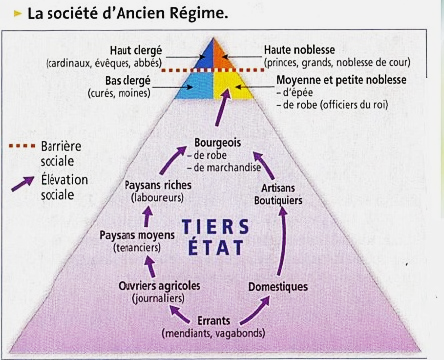 ► La société d'Ancien Régime.
Haut clergé
(cardinaux, évêques, abbés)
Haute noblesse
(princes, grands, noblesse de cour)
Bas clergé
(curés, moines)
Moyenne et petite noblesse
– d'épée
– de robe (officiers du roi)
Barrière
sociale
Élévation
sociale
Bourgeois
– de robe
– de marchandise
Paysans riches
(laboureurs)
Artisans
Boutiquiers
TIERS
ÉTAT
Paysans moyens
(tenanciers)
Ouvriers agricoles
(journaliers)
Domestiques
Errants
(mendiants, vagabonds)